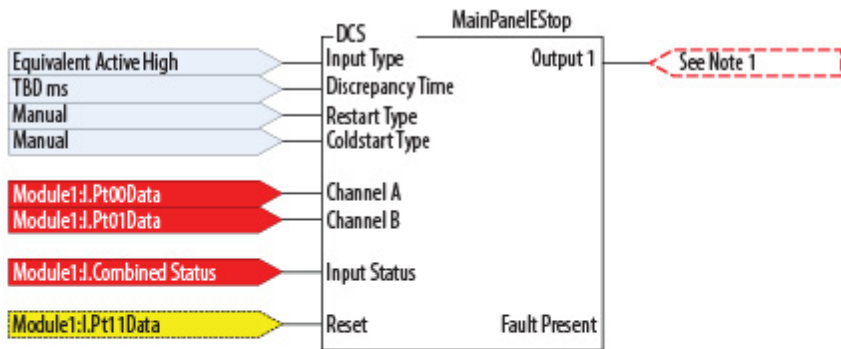 MainPanelEStop
DCS
Equivalent Active High Input Type Output 1 See Note 1
TBD ms Discrepancy Time
Manual Restart Type
Manual Coldstart Type
Module1:I.Pt00Data Channel A
Module1:I.Pt01Data Channel B
Module1:I.Combined Status Input Status
Module1:I.Pt11Data Reset Fault Present